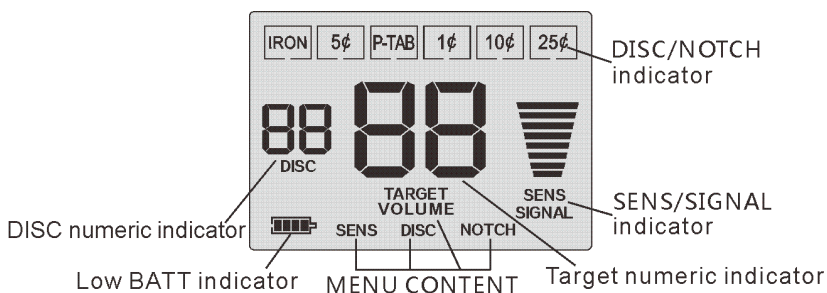 IRON 5¢ P-TAB 1¢ 10¢ 25¢
DISC/NOTCH
indicator
88
DISC
88
TARGET
VOLUME
SENS
SIGNAL
SENS/SIGNAL
indicator
DISC numeric indicator
SENS DISC NOTCH
Low BATT indicator
MENU CONTENT
Target numeric indicator